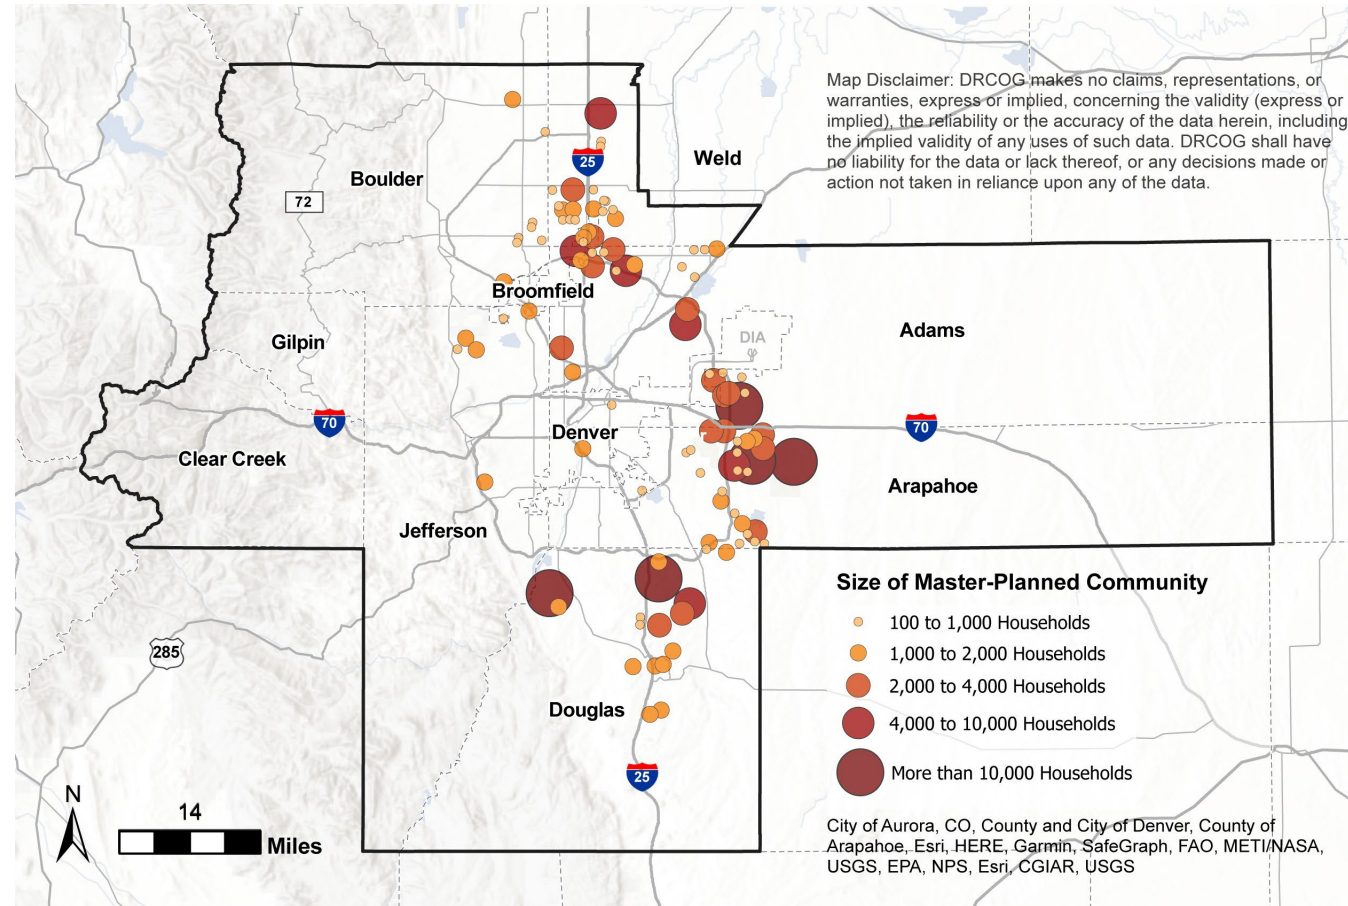 Map Disclaimer: DRCOG makes no claims, representations, or
warranties, express or implied, concerning the validity (express or
implied), the reliability or the accuracy of the data herein, including
the implied validity of any uses of such data. DRCOG shall have
no liability for the data or lack thereof, or any decisions made or
action not taken in reliance upon any of the data.
25
Weld
Boulder
72
Broomfield
Adams
DIA
Gilpin
70
70
Denver
Clear Creek
Arapahoe
Jefferson
Size of Master-Planned Community
100 to 1,000 Households
1,000 to 2,000 Households
2,000 to 4,000 Households
4,000 to 10,000 Households
More than 10,000 Households
285
Douglas
25
N
14
Miles
City of Aurora, CO, County and City of Denver, County of
Arapahoe, Esri, HERE, Garmin, SafeGraph, FAO, METI/NASA,
USGS, EPA, NPS, Esri, CGIAR, USGS